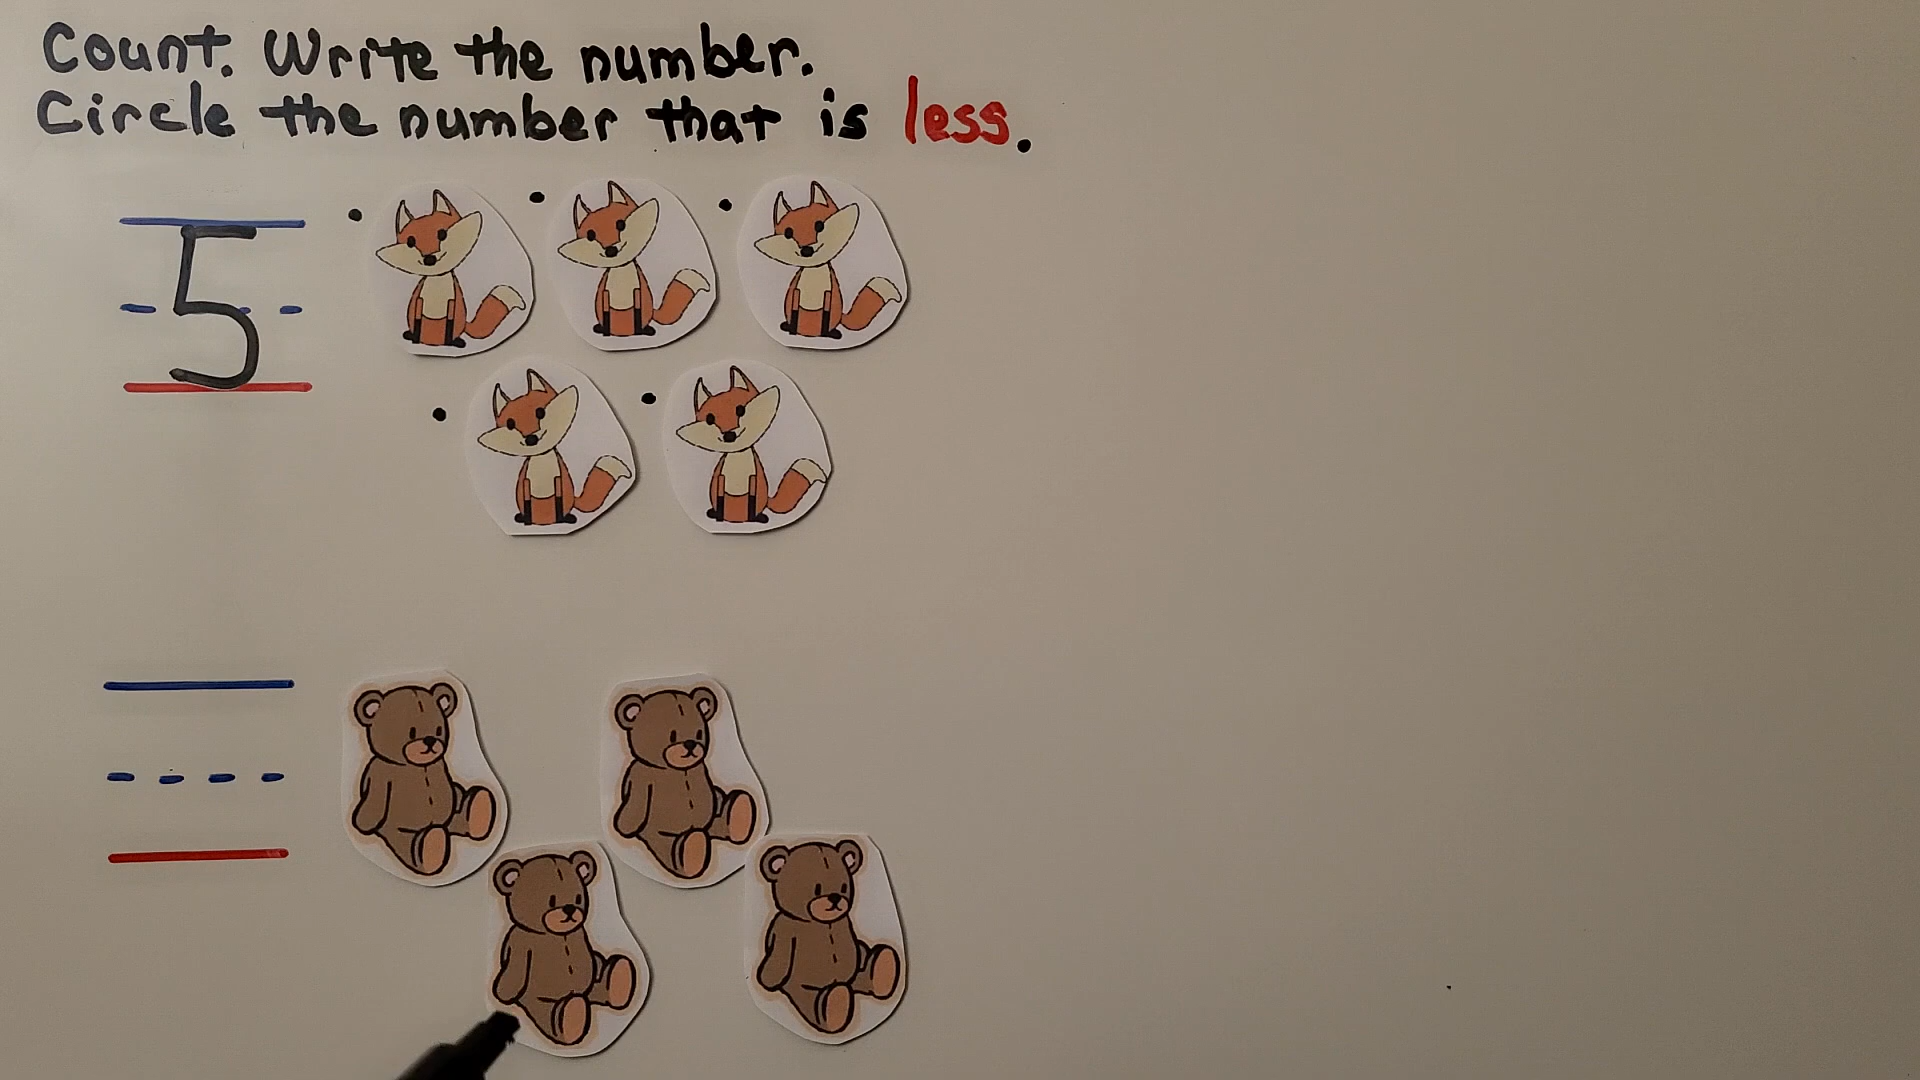 Count. Write the number.
Circle the number that is less.
5